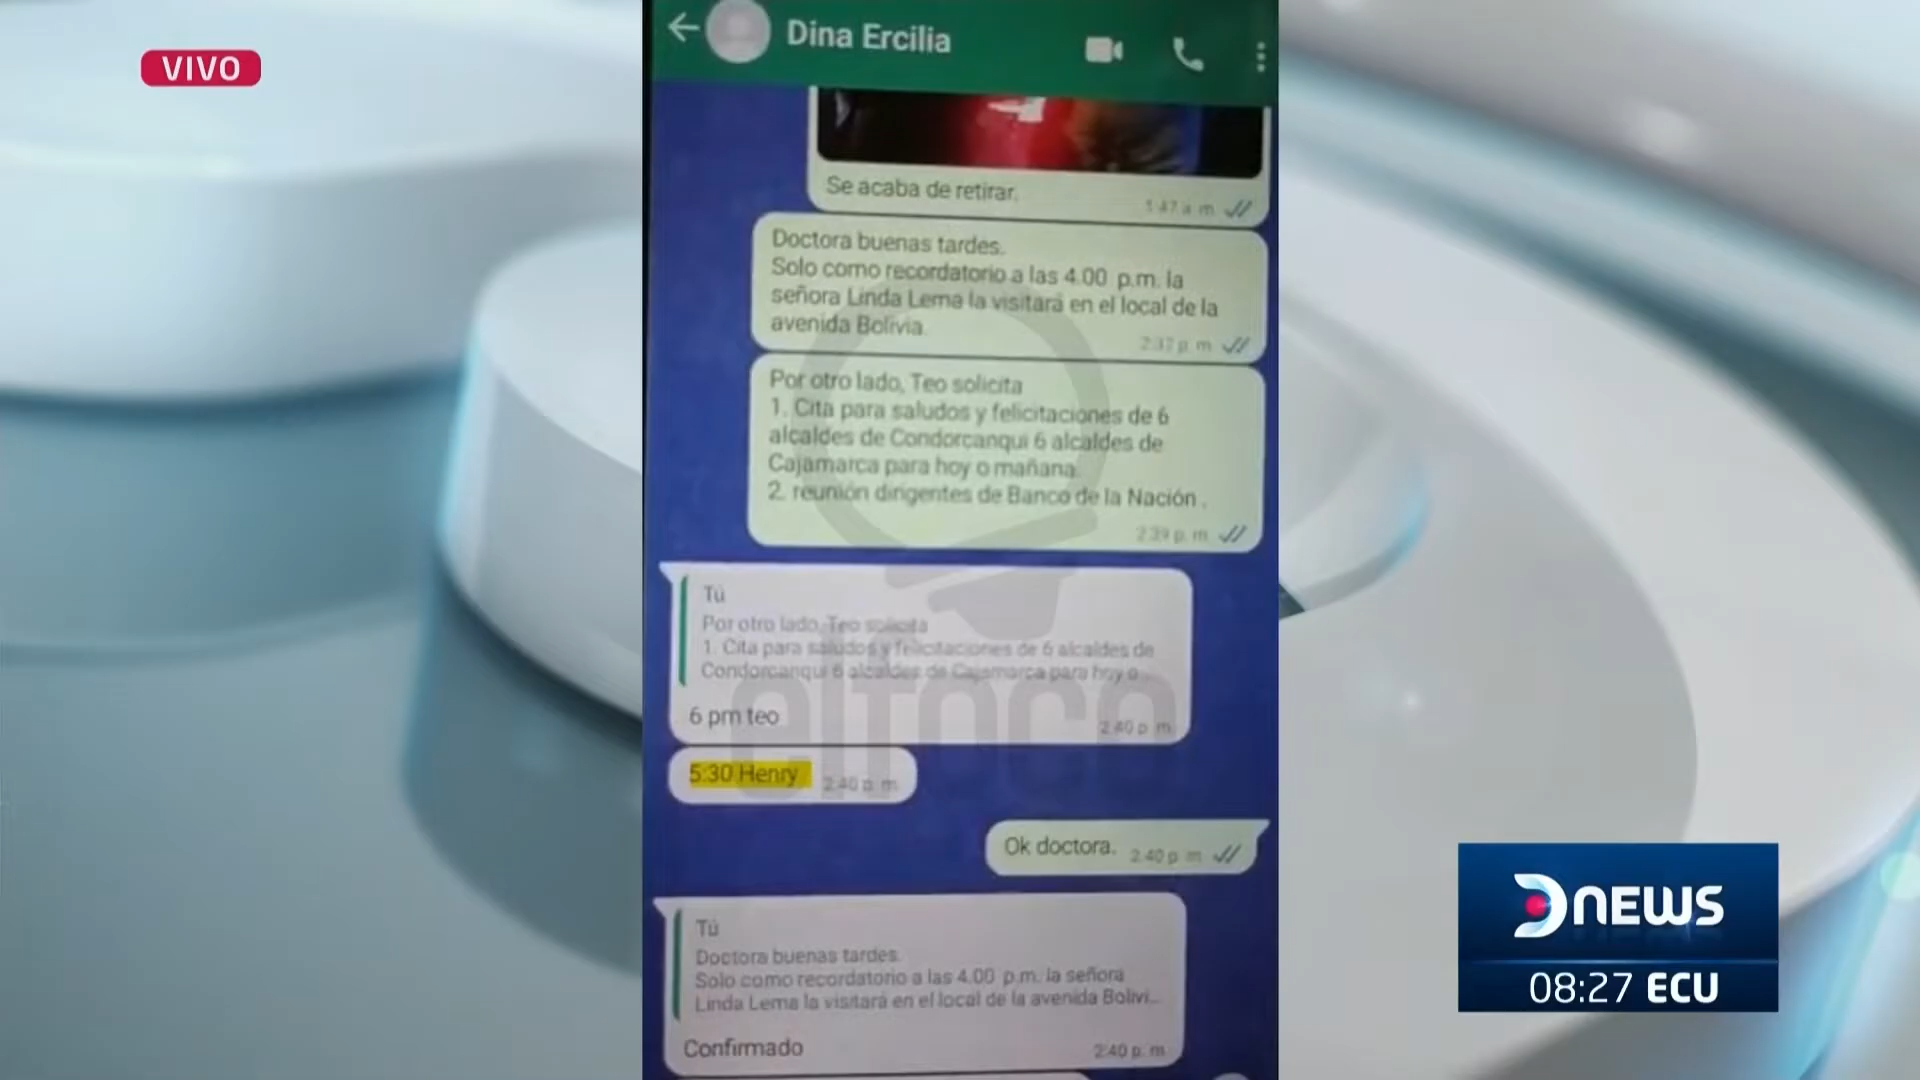 VIVO
Dina Ercilia
Se acaba de retirar.
1:47 a. m.
Doctora buenas tardes.
Solo como recordatorio a las 4.00 p.m. la
señora Linda Lema la visitará en el local de la
avenida Bolivia.
2:37 p. m.
Por otro lado, Teo solicita
1. Cita para saludos y felicitaciones de 6
alcaldes de Condorcanqui 6 alcaldes de
Cajamarca para hoy o mañana.
2. reunión dirigentes de Banco de la Nación .
2:39 p. m.
Tú
Por otro lado, Teo solicita
1. Cita para saludos y felicitaciones de 6 alcaldes de
Condorcanqui 6 alcaldes de Cajamarca para hoy o...
6 pm teo
2:40 p. m.
5:30 Henry
2:40 p. m.
Ok doctora.
2:40 p. m.
Tú
Doctora buenas tardes.
Solo como recordatorio a las 4.00 p.m. la señora
Linda Lema la visitará en el local de la avenida Bolivi...
Confirmado
2:40 p. m.
elfoco
DNEWS
08:27 ECU